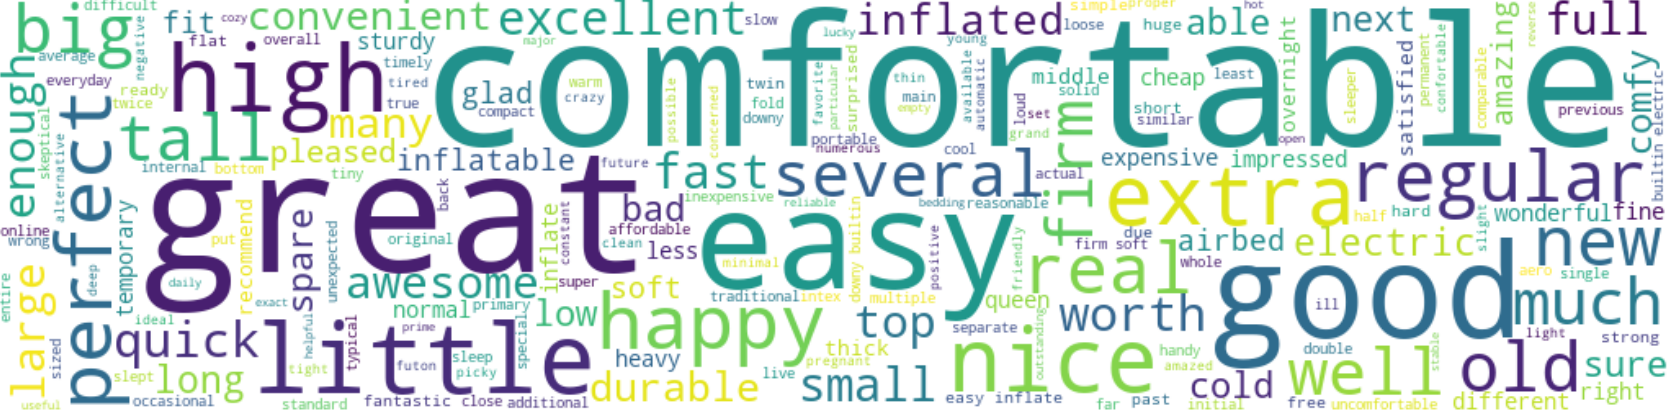 difficult
cozy
convenient
excellent
slow
lucky
inflated
simple
proper
hot
big
fit
flat
overall
sturdy
timely
major
young
loose
huge
able
next
full
amazing
reverse
average
negative
everyday
ready
twice
high
tired
true
comfortable
glad
compact
warm
crazy
possible
concerned
twin
fold
downy
favorite
particular
surprised
thin
main
empty
available
automatic
loud
set
grand
middle
solid
cheap
least
short
similar
overnight
open
sleeper
satisfied
permanent
confortable
comparable
previous
comfy
builtin electric
enough
skeptical
alternative
perfect
tall
many
pleased
internal
bottom
tiny
inflatable
future
portable
numerous
cool
fast
several
actual
firm
expensive
impressed
extra
regular
great
back
inexpensive
reliable
bedding
reasonable
half
hard
slight
wonderful
fine
online
wrong
temporary
put
recommend
spare
unexpected
original
inflate
constant
bad
affordable
clean
less
minimal
easy
downy builtin
positive
friendly
due
firm soft
whole
airbed
electric
new
entire
large
deep
daily
exact
awesome
super
soft
traditional
intex
multiple
queen
real
good
ill
aero
single
much
normal
primary
low
happy
top
separate
worth
light
strong
ideal
quick
helpful
typical
prime
futon
sleep
picky
special
heavy
thick
pregnant
nice
outstanding
handy
amazed
double
stable
old
sure
sized
slept
long
tight
little
durable
live
small
cold
well
right
useful
occasional
standard
fantastic
close
additional
easy inflate
far
past
initial
free
uncomfortable
different